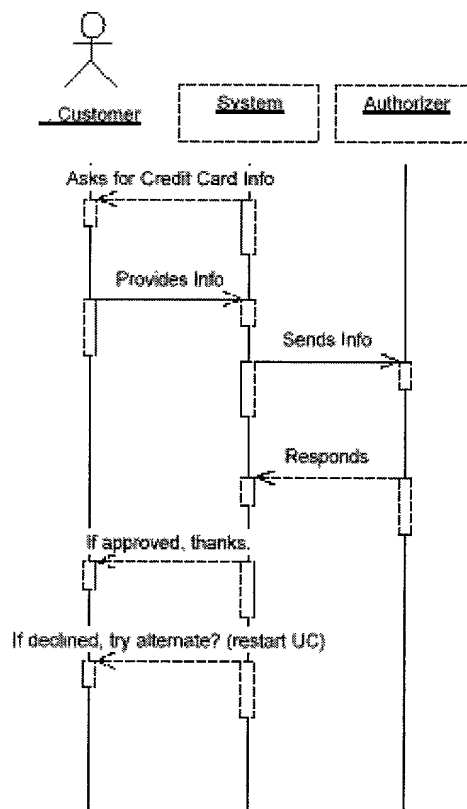 Customer
System
Authorizer
Asks for Credit Card Info
Provides Info
Sends Info
Responds
If approved, thanks.
If declined, try alternate? (restart UC)